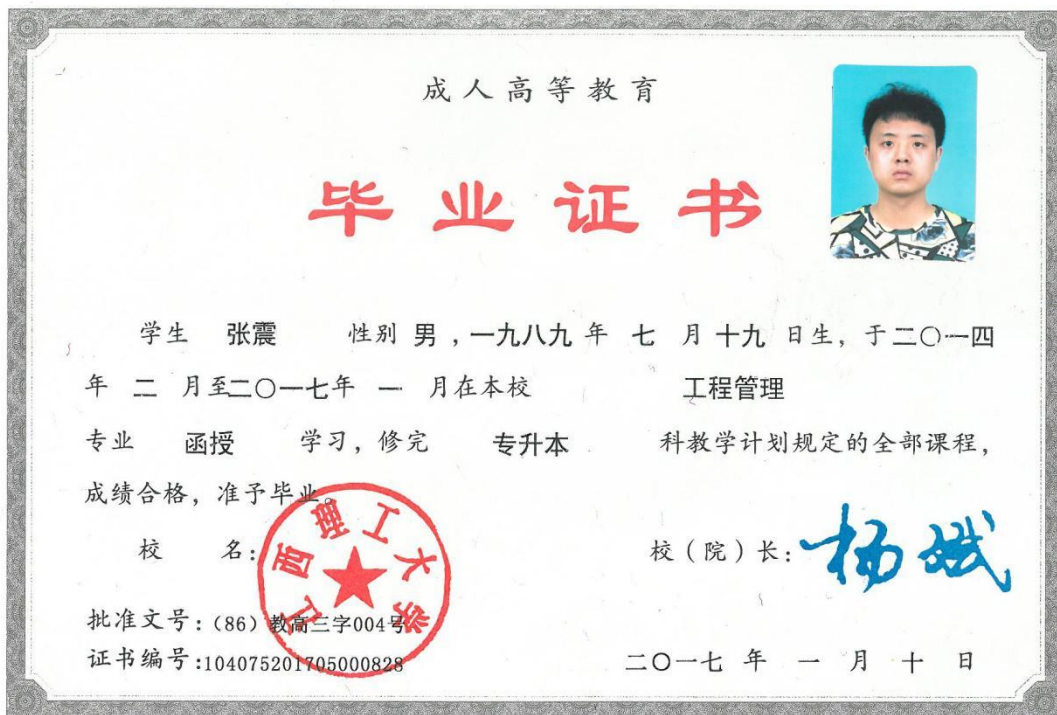 成人高等教育
毕业证书
学生 张震 性别 男 ，一九八九 年 七 月 十九 日生，于二〇一四
年 二 月至二〇一七年 一 月在本校 工程管理
专业 函授 学习，修完 专升本 科教学计划规定的全部课程，
成绩合格，准予毕业。
校 名：
江西理工大学
校（院）长：杨斌
批准文号：（86）教高三字004号
证书编号：104075201705000828
二〇一七 年 一 月 十 日